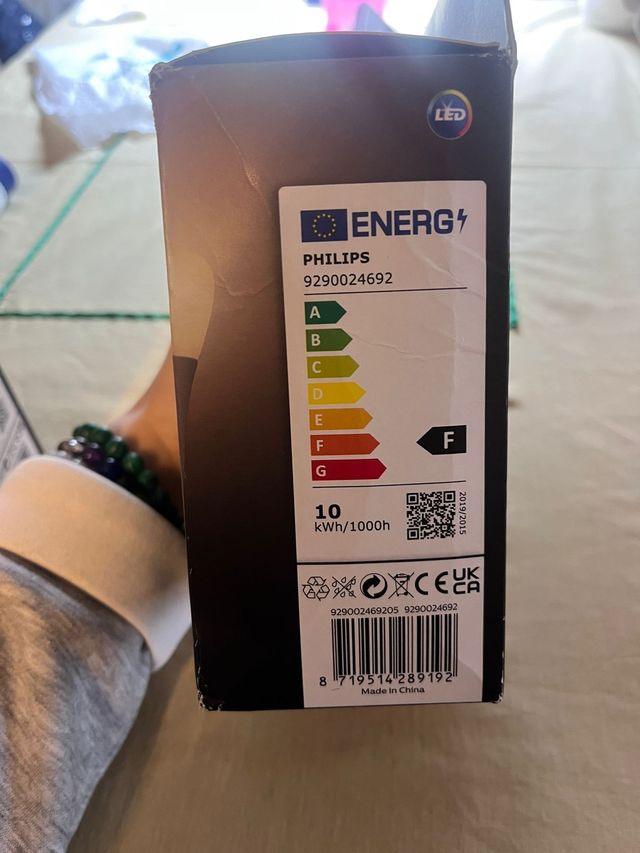 LED
ENERG
PHILIPS
9290024692
A
B
C
D
E
F
F
G
10
kWh/1000h
2019/2015
CE UK
CA
929002469205 9290024692
8 719514 289192
Made in China